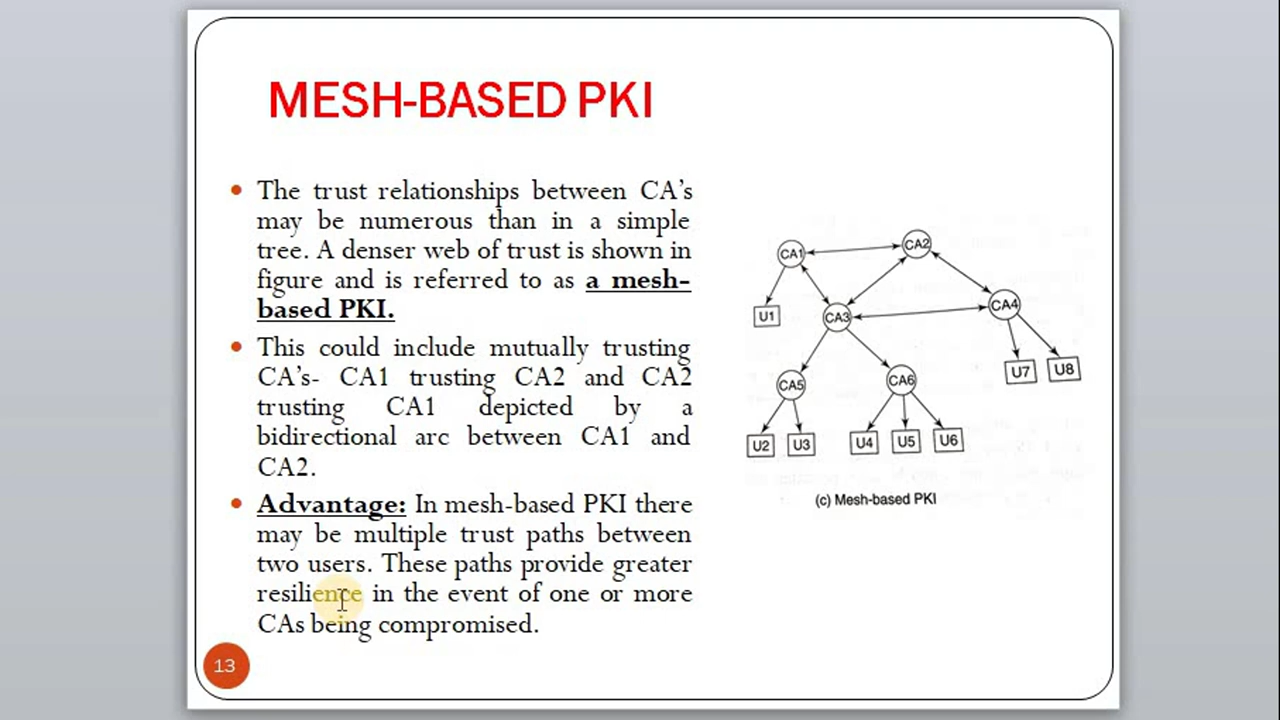 MESH-BASED PKI
• The trust relationships between CA's
may be numerous than in a simple
tree. A denser web of trust is shown in
figure and is referred to as a mesh-
based PKI.
• This could include mutually trusting
CA's- CA1 trusting CA2 and CA2
trusting CA1 depicted by a
bidirectional arc between CA1 and
CA2.
• Advantage: In mesh-based PKI there
may be multiple trust paths between
two users. These paths provide greater
resilience in the event of one or more
CAs being compromised.
13
CA1 CA2
U1 CA3 CA4
CA5 CA6 U7 U8
U2 U3 U4 U5 U6
(c) Mesh-based PKI